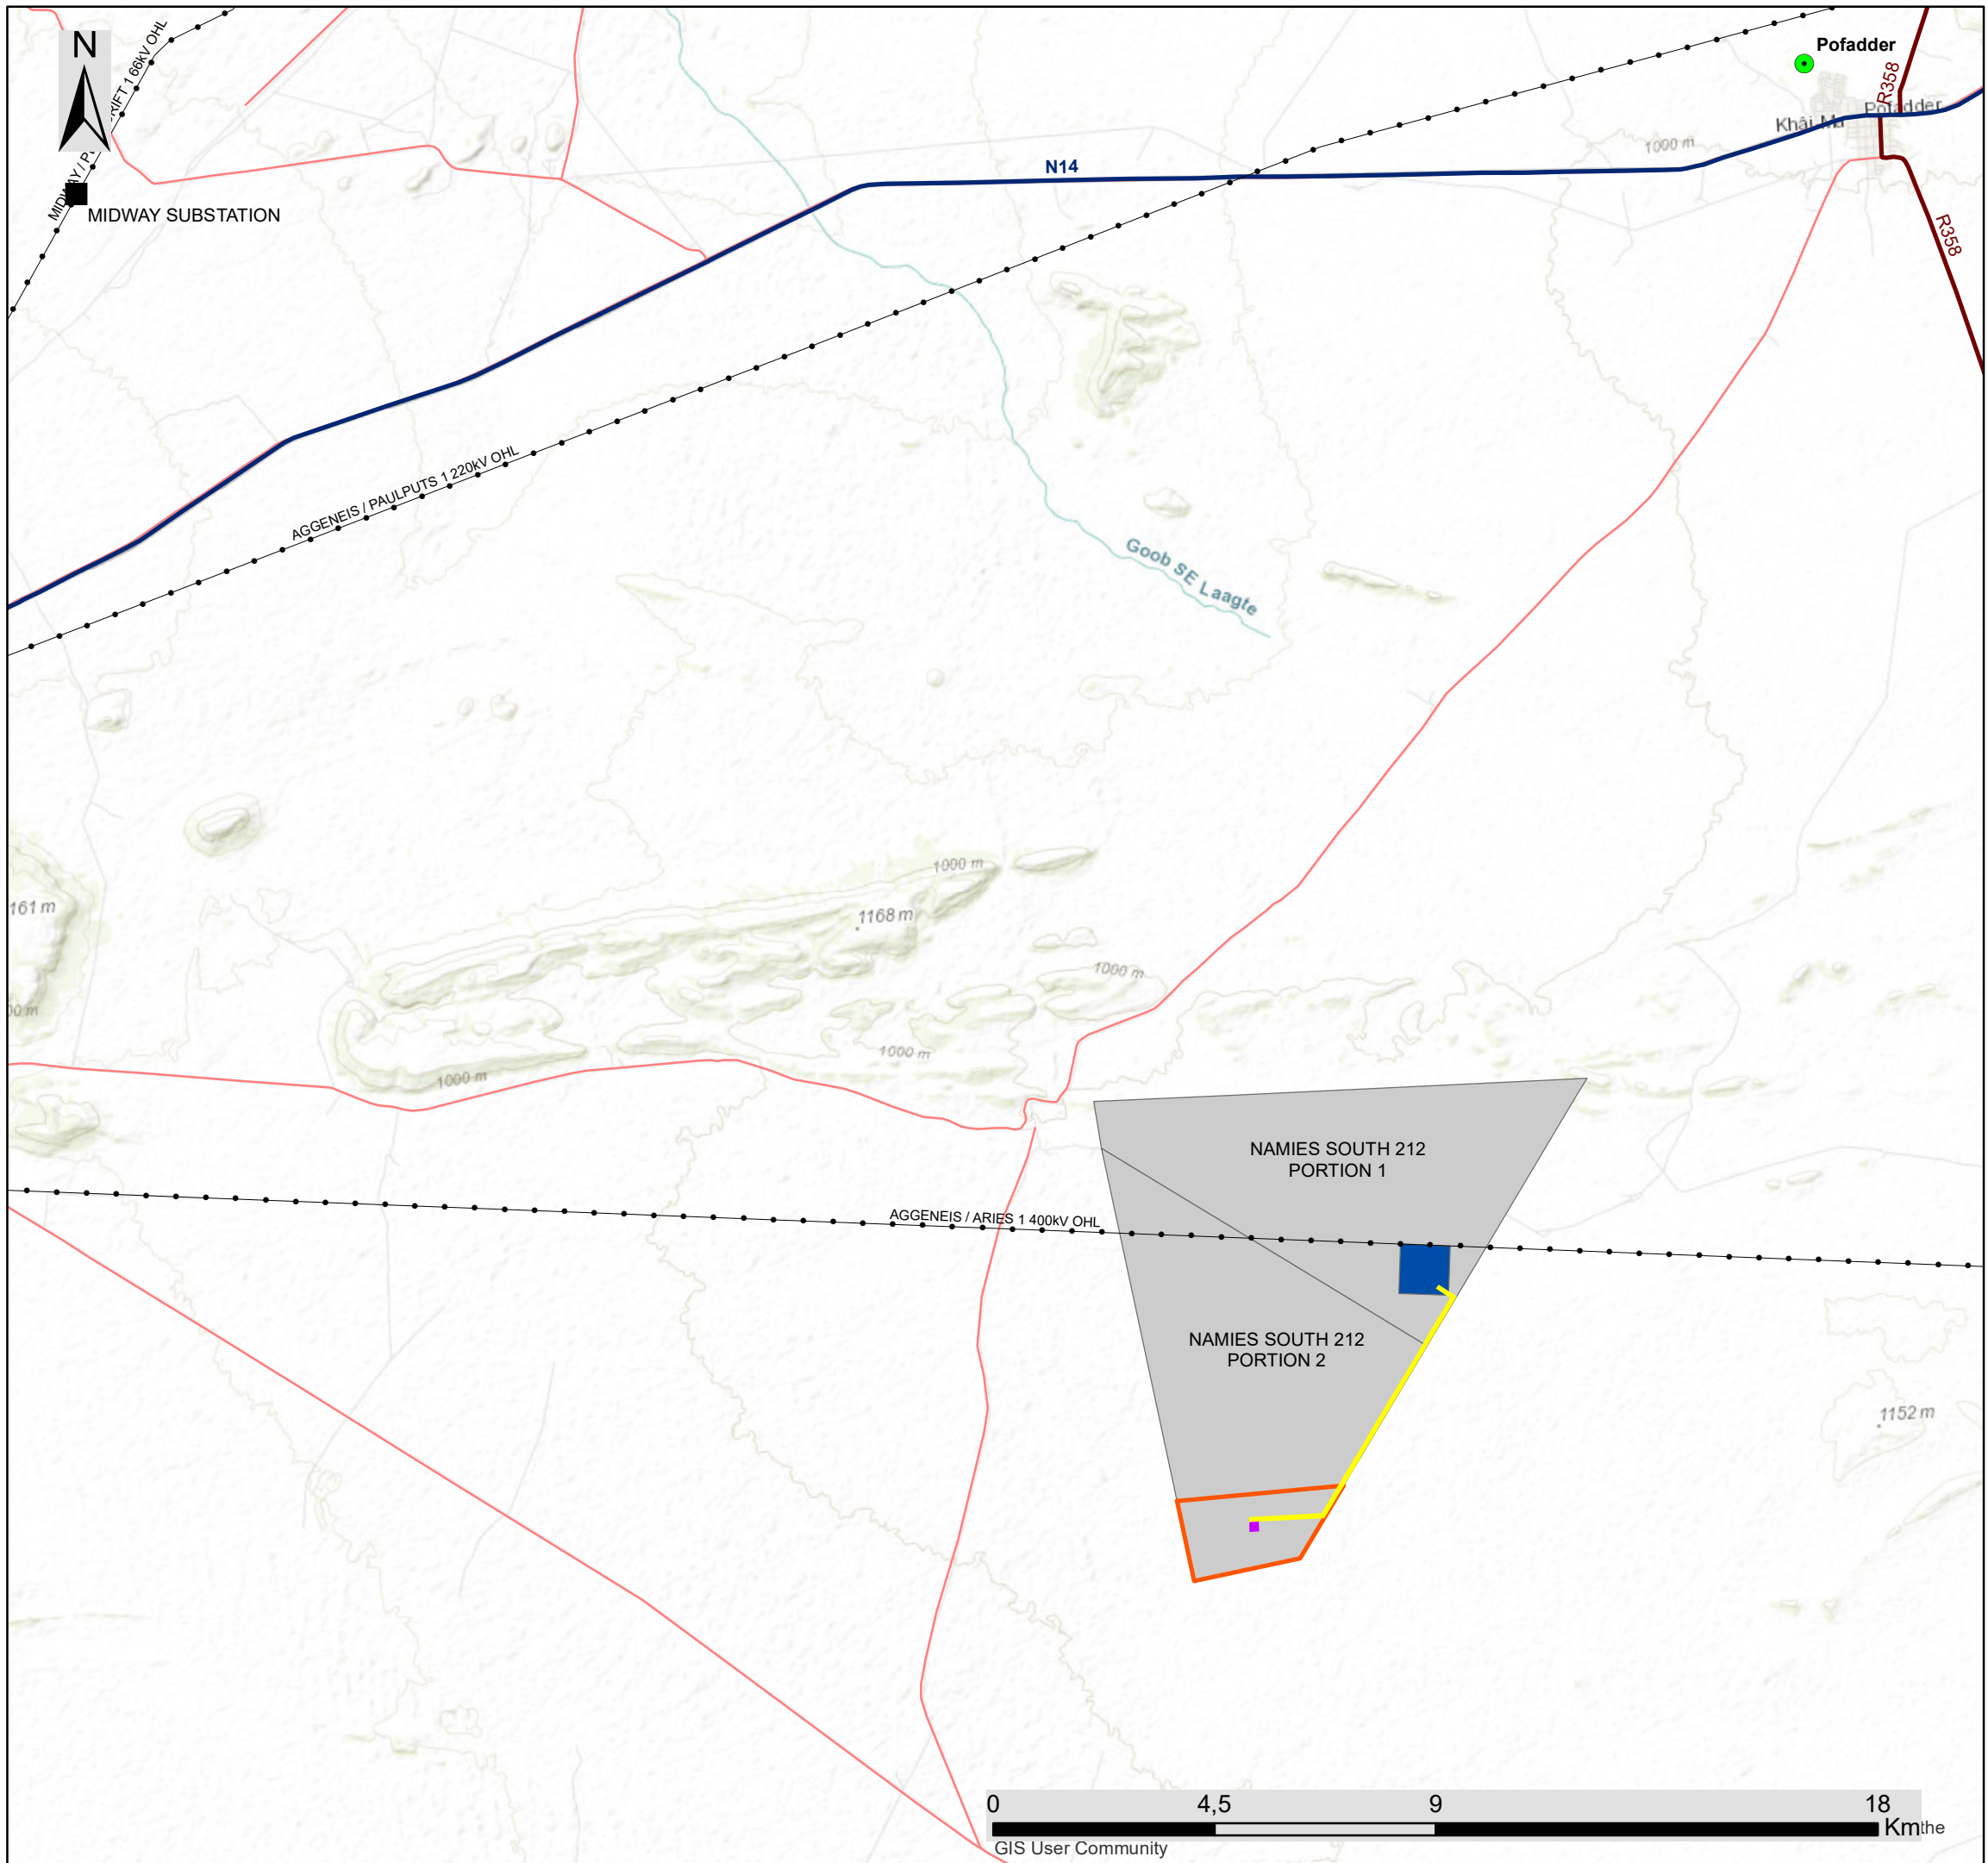 N
Pofadder
R358
Pofadder
Khâi-Ma
1000 m
N14
MIDWAY SUBSTATION
R358
AGGENEIS / PAULPUTS 1 220kV OHL
Goob SE Laagte
1000 m
161 m
1168 m
1000 m
1000 m
1000 m
NAMIES SOUTH 212
PORTION 1
AGGENEIS / ARIES 1 400kV OHL
NAMIES SOUTH 212
PORTION 2
1152 m
0 4,5 9 18
Km the
GIS User Community